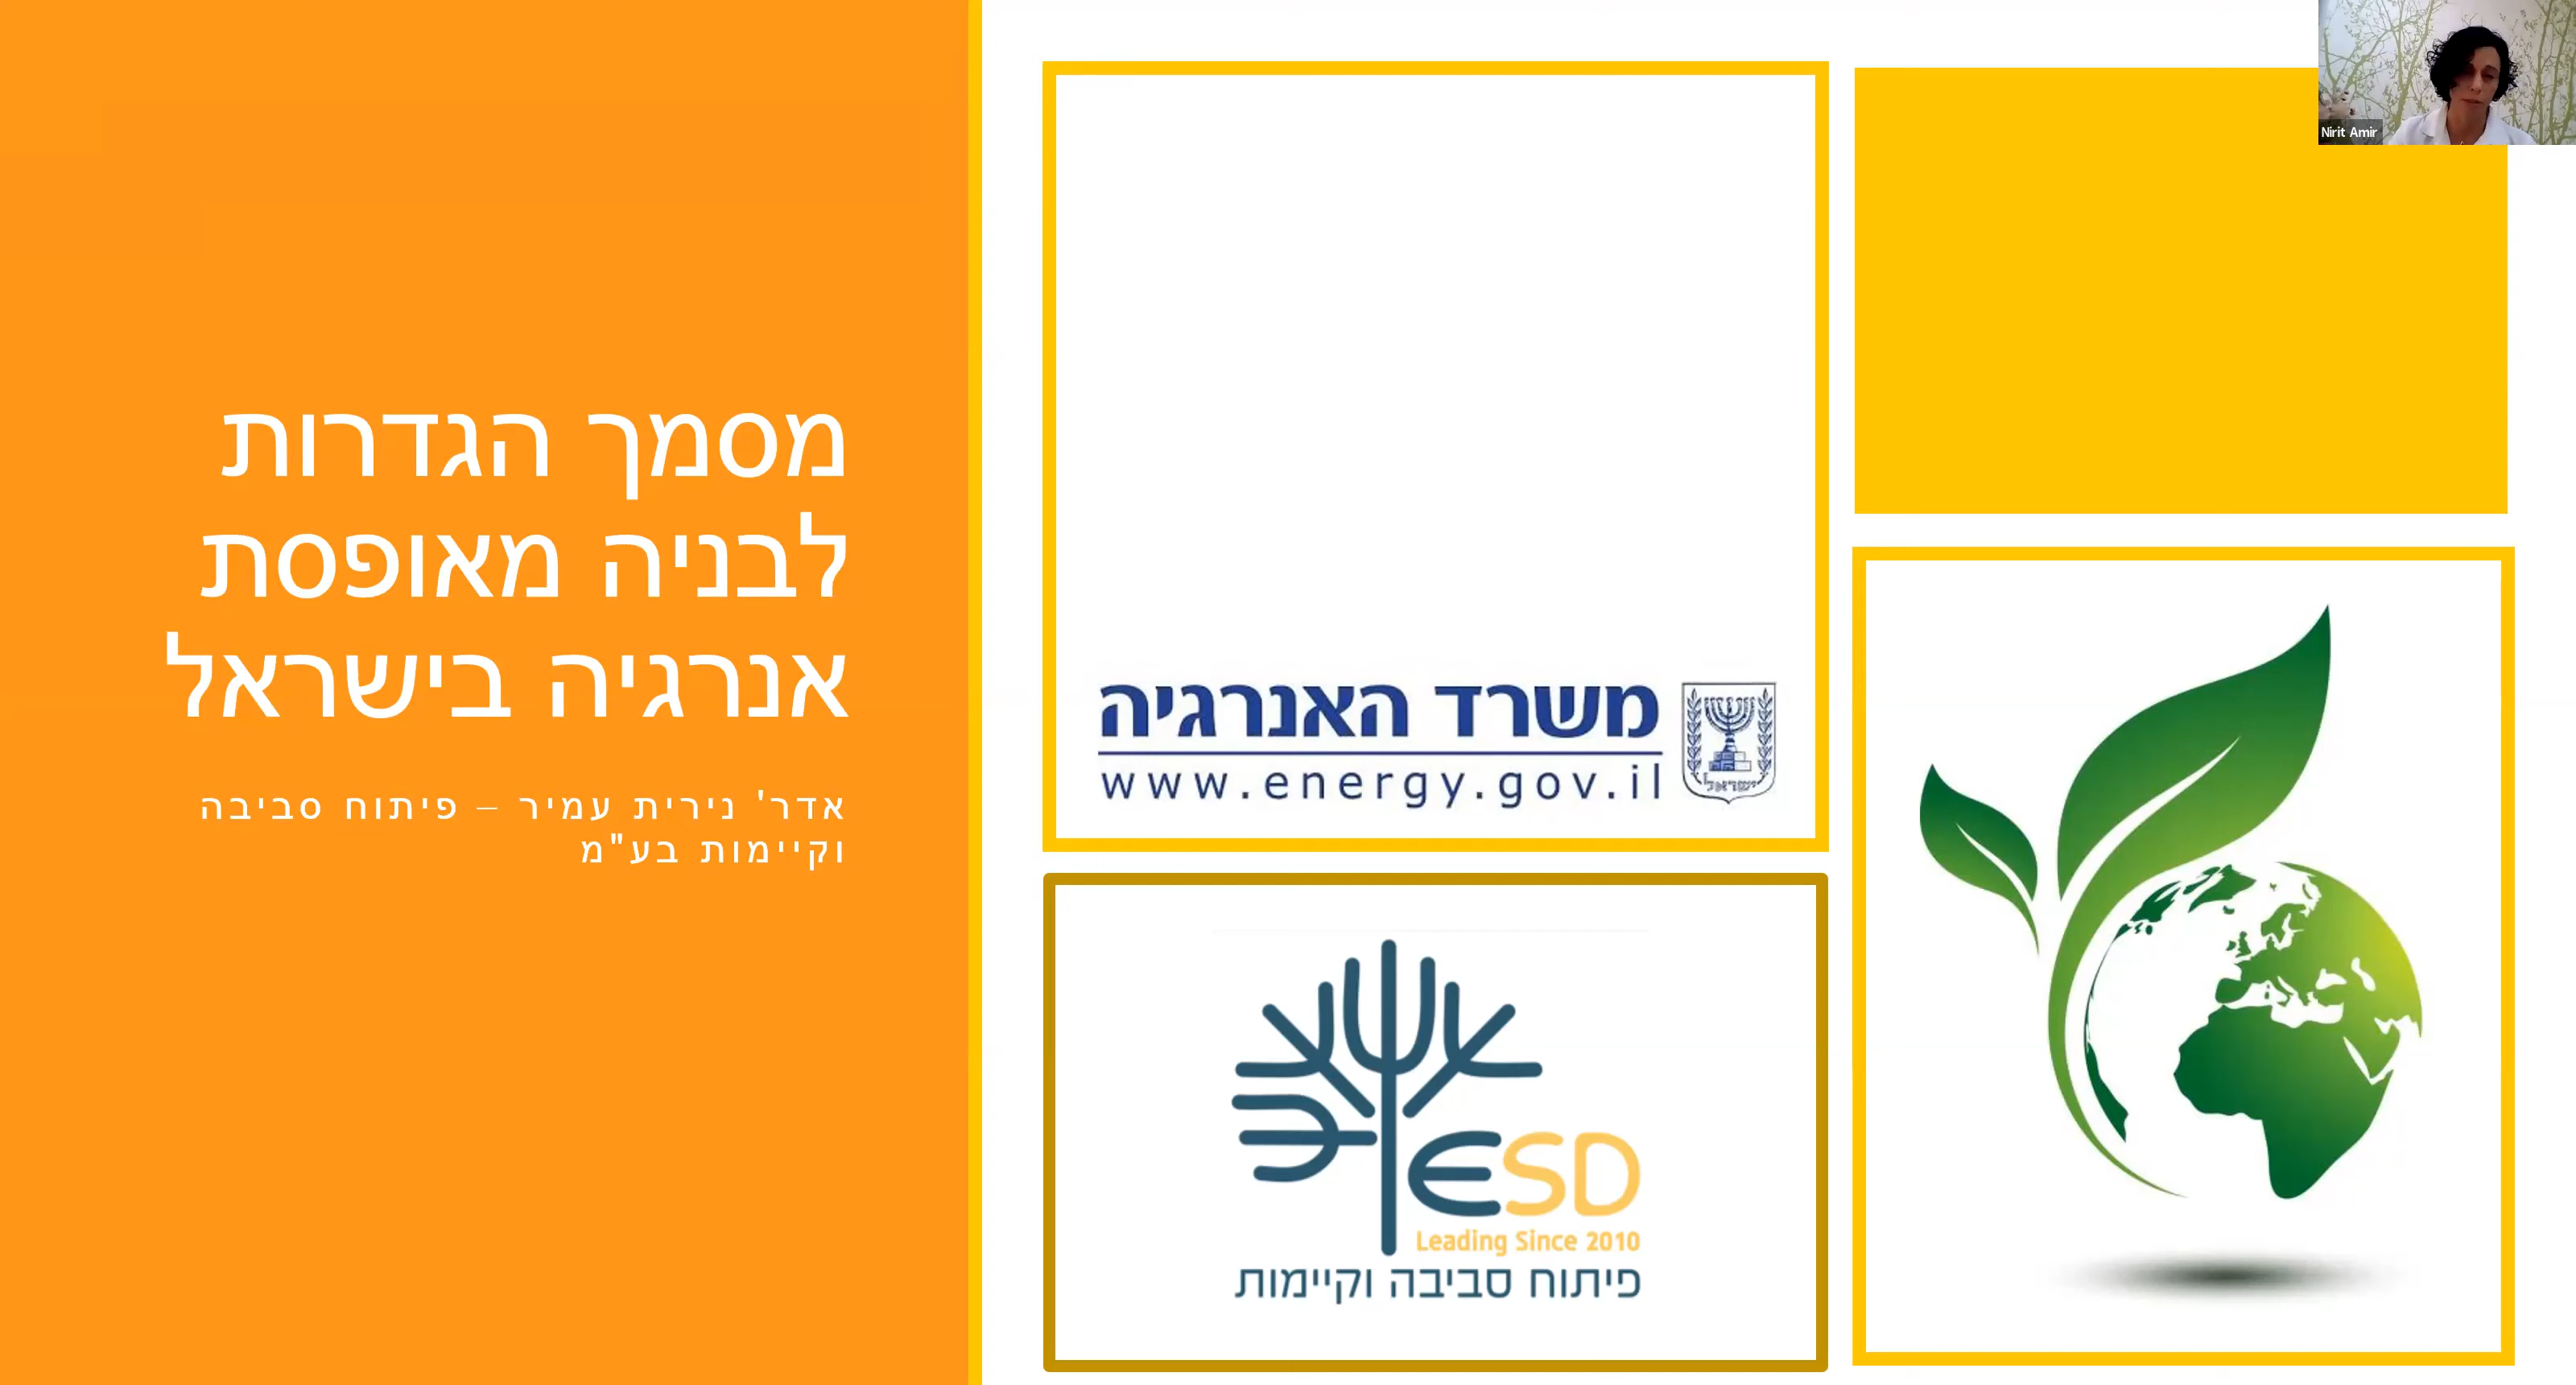 מסמך הגדרות
לבניה מאופסת
אנרגיה בישראל
אדר' נירית עמיר – פיתוח סביבה
וקיימות בע"מ
משרד האנרגיה
www.energy.gov.il
ישראל
ESD
Leading Since 2010
פיתוח סביבה וקיימות
Nirit Amir